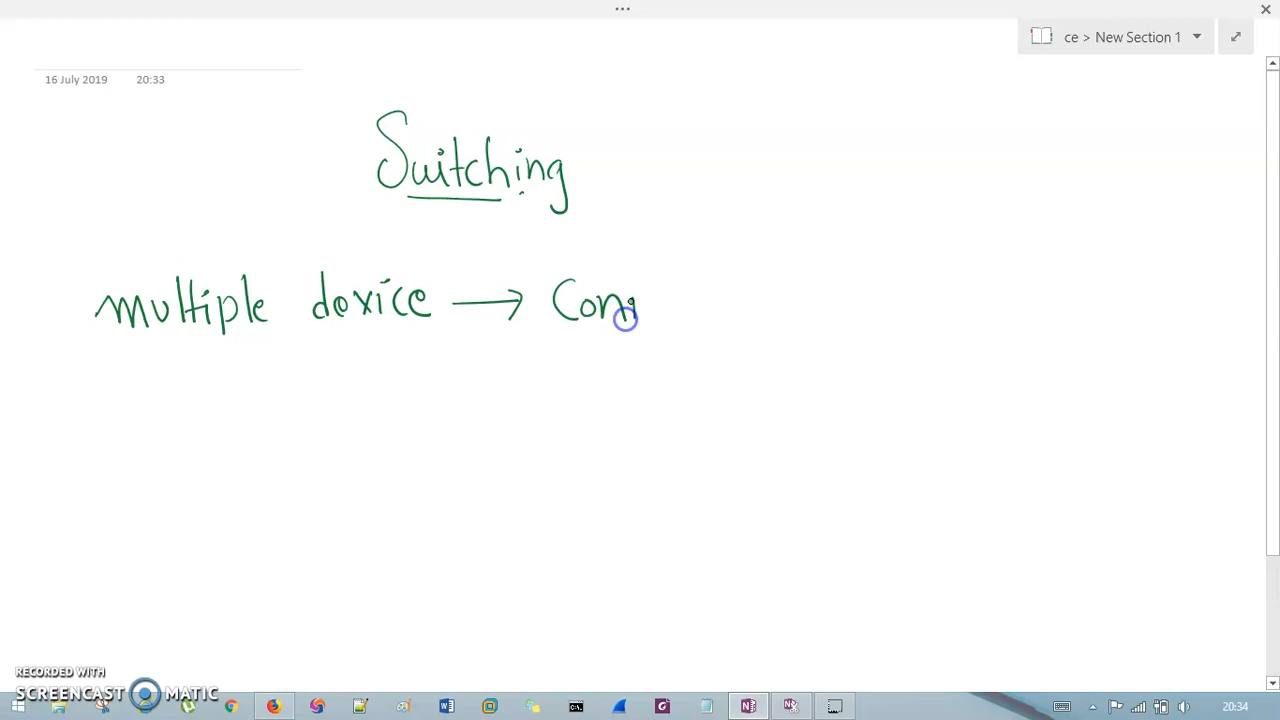 ce > New Section 1
16 July 2019 20:33
Switching
multiple device → Con
RECORDED WITH
SCREENCAST MATIC
20:34